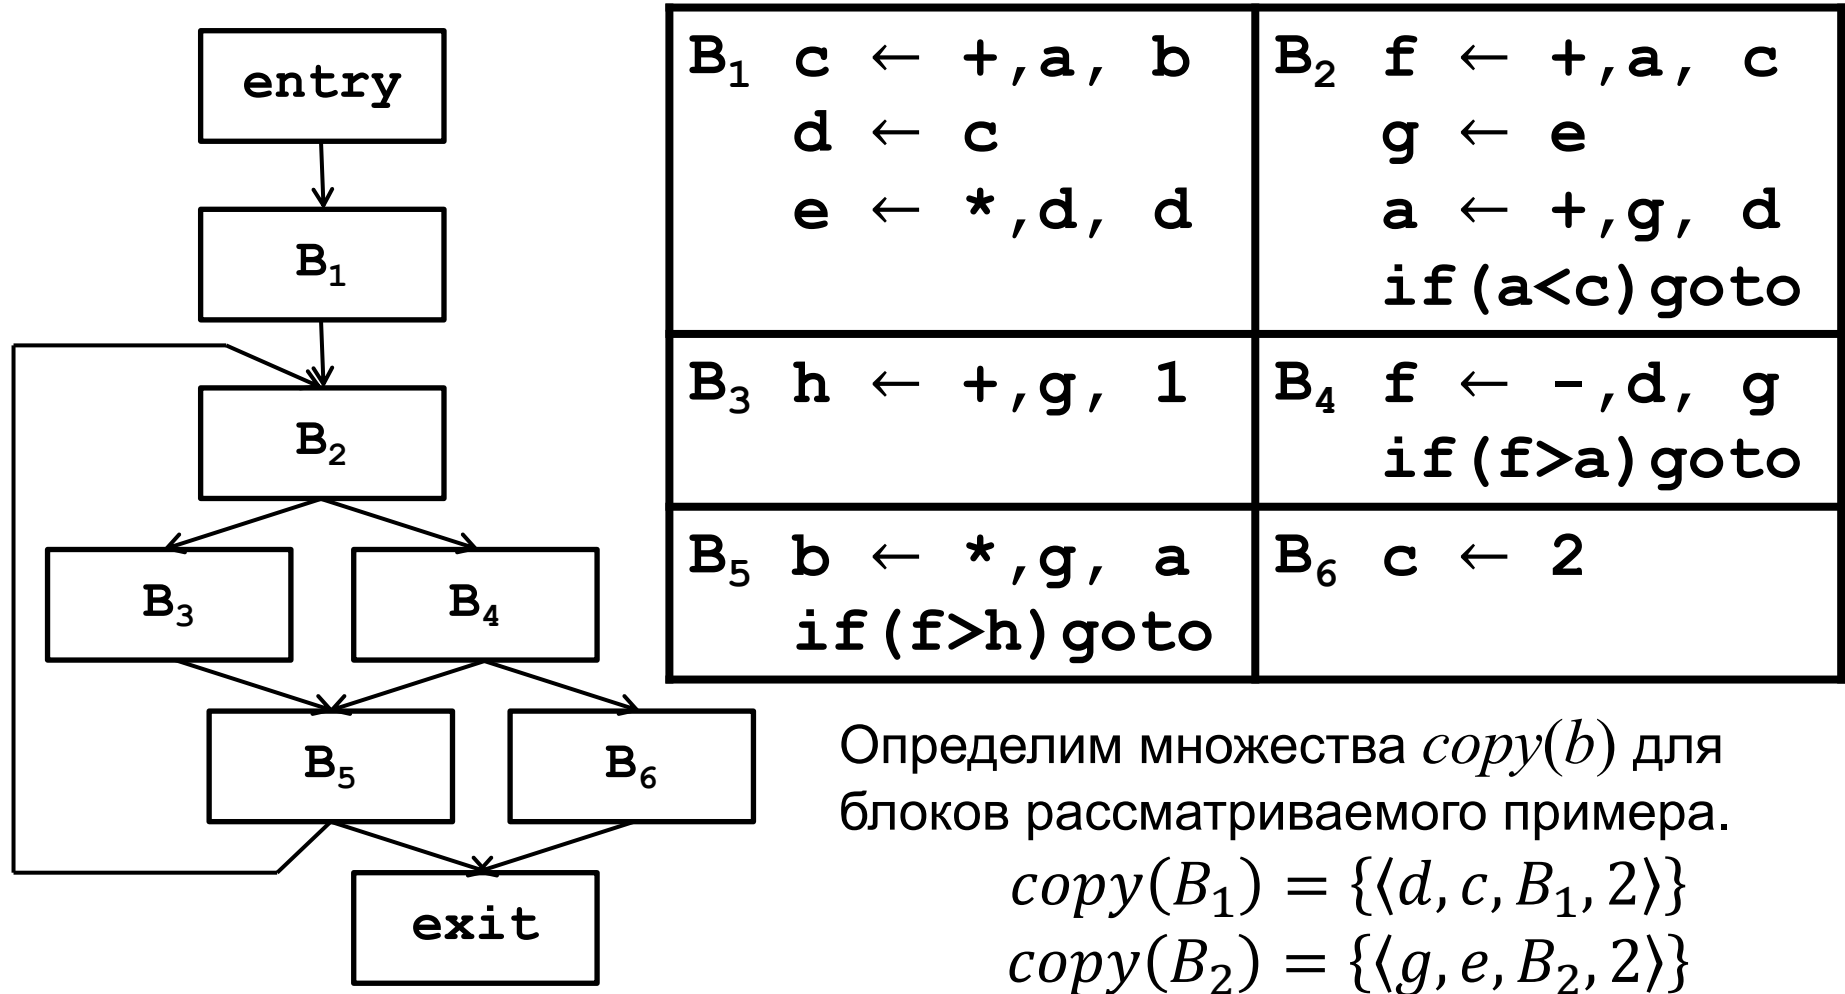 entry
B₁
B₂
B₃
B₄
B₅
B₆
exit
B₁ c ← +,a, b
d ← c
e ← *,d, d
B₂ f ← +,a, c
g ← e
a ← +,g, d
if(a<c)goto
B₃ h ← +,g, 1
B₄ f ← -,d, g
if(f>a)goto
B₅ b ← *,g, a
if(f>h)goto
B₆ c ← 2
Определим множества copy(b) для
блоков рассматриваемого примера.
copy(B₁) = {⟨d, c, B₁, 2⟩}
copy(B₂) = {⟨g, e, B₂, 2⟩}